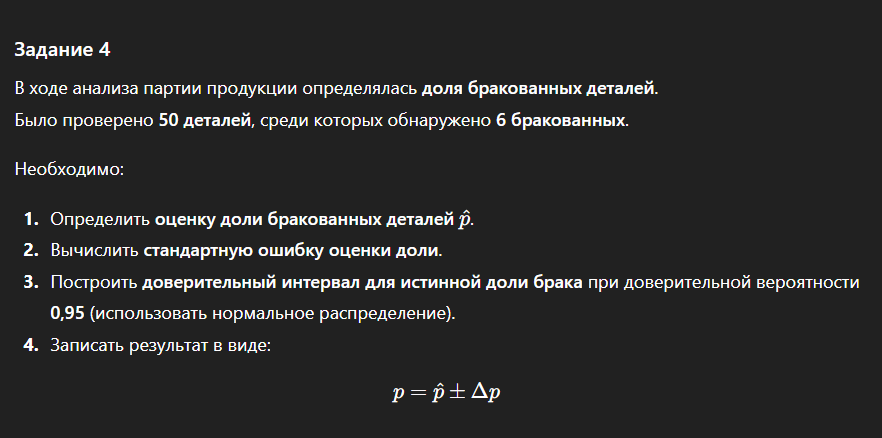 Задание 4
В ходе анализа партии продукции определялась доля бракованных деталей.
Было проверено 50 деталей, среди которых обнаружено 6 бракованных.
Необходимо:
1. Определить оценку доли бракованных деталей p̂.
2. Вычислить стандартную ошибку оценки доли.
3. Построить доверительный интервал для истинной доли брака при доверительной вероятности
0,95 (использовать нормальное распределение).
4. Записать результат в виде:
p = p̂ ± Δp